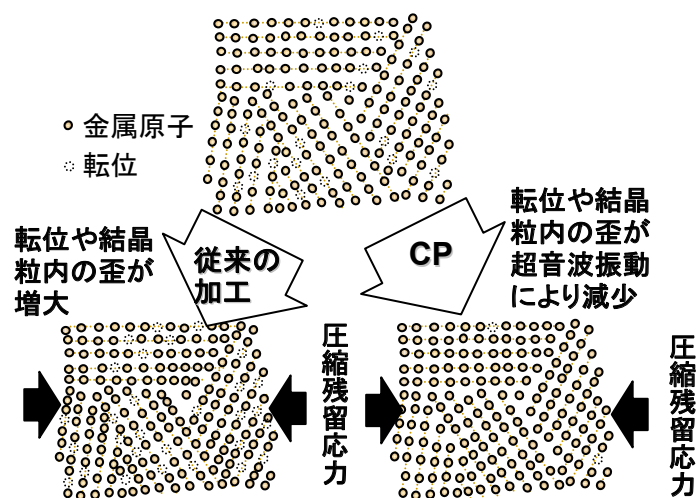 金属原子
転位
転位や結晶
粒内の歪が
増大
従来の
加工
CP
転位や結晶
粒内の歪が
超音波振動
により減少
圧縮残留応力
圧縮残留応力